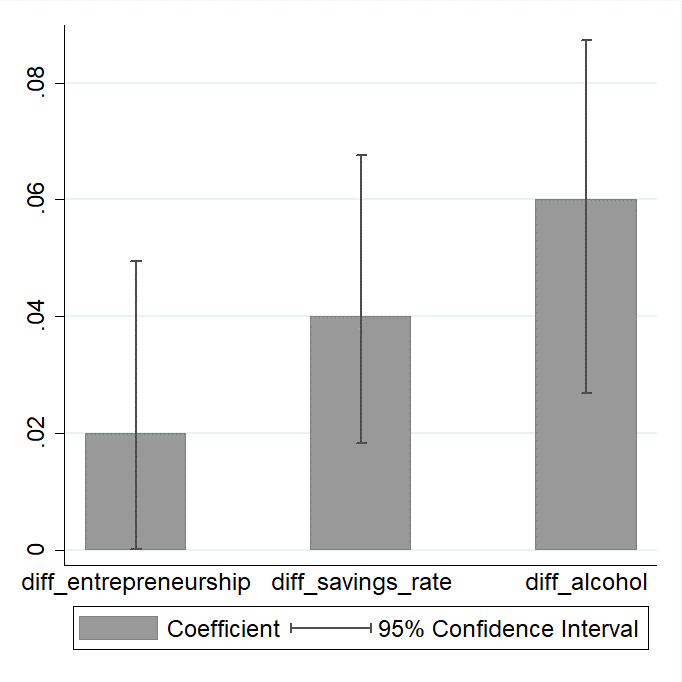 .08
.06
.04
.02
0
diff_entrepreneurship diff_savings_rate diff_alcohol
Coefficient 95% Confidence Interval